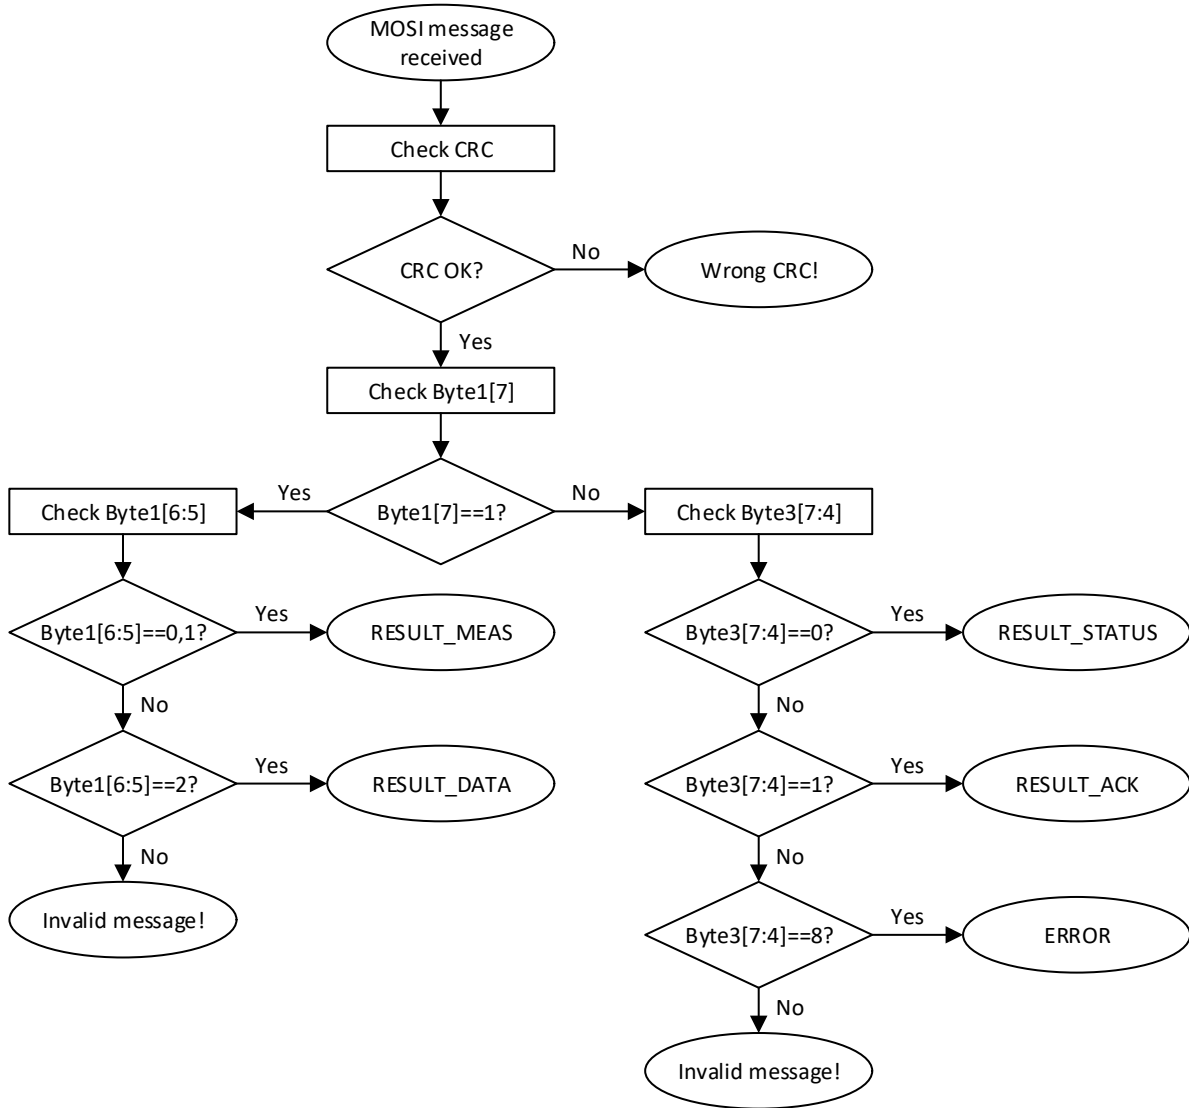 MOSI message
received
Check CRC
CRC OK?
No
Wrong CRC!
Yes
Check Byte1[7]
Byte1[7]==1?
Yes
No
Check Byte1[6:5]
Check Byte3[7:4]
Byte1[6:5]==0,1?
Yes
RESULT_MEAS
Byte3[7:4]==0?
Yes
RESULT_STATUS
No
No
Byte1[6:5]==2?
Yes
RESULT_DATA
Byte3[7:4]==1?
Yes
RESULT_ACK
No
No
Invalid message!
Byte3[7:4]==8?
Yes
ERROR
No
Invalid message!